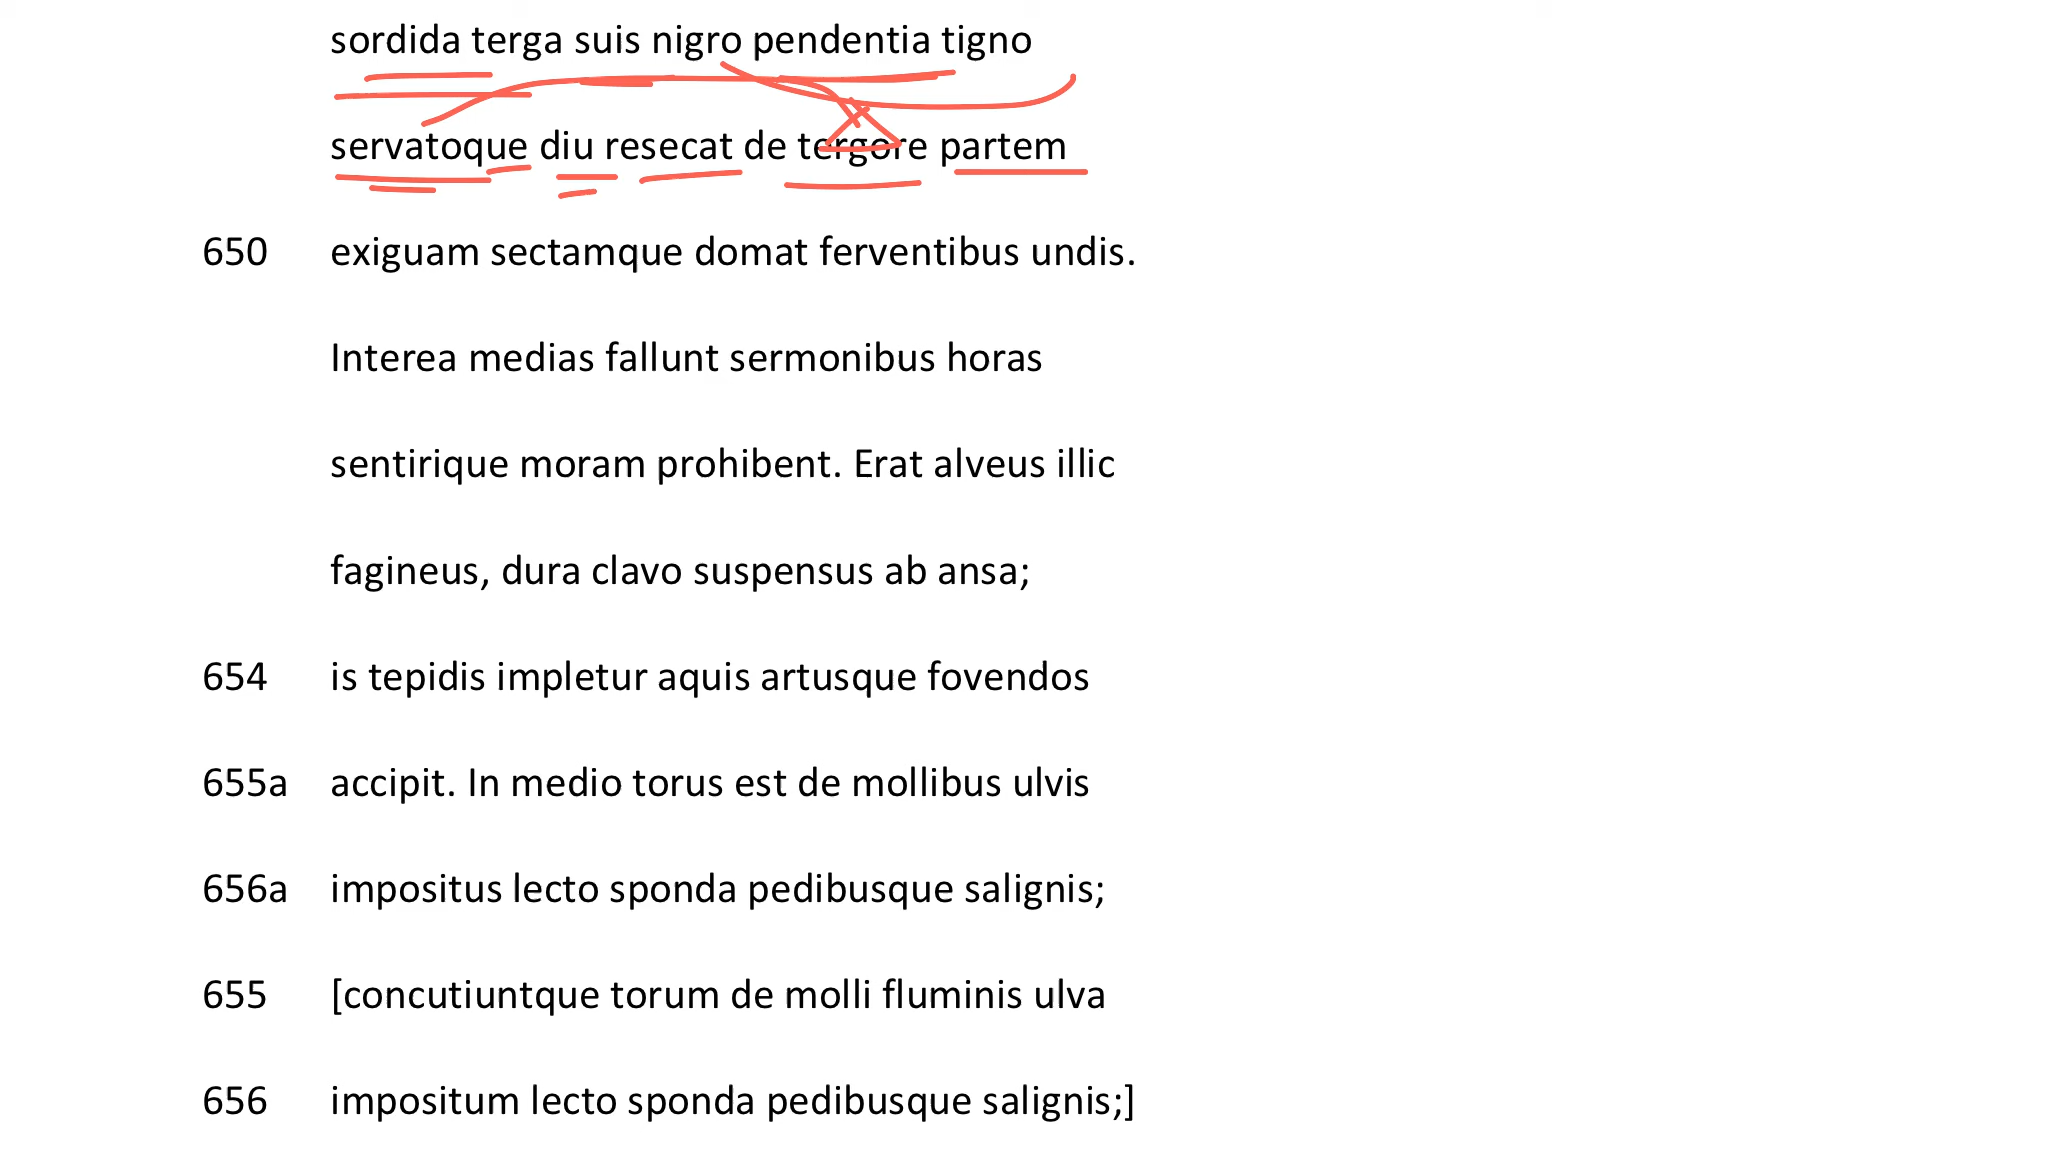 sordida terga suis nigro pendentia tigno
servatoque diu resecat de tergore partem
650 exiguam sectamque domat ferventibus undis.
Interea medias fallunt sermonibus horas
sentirique moram prohibent. Erat alveus illic
fagineus, dura clavo suspensus ab ansa;
654 is tepidis impletur aquis artusque fovendos
655a accipit. In medio torus est de mollibus ulvis
656a impositus lecto sponda pedibusque salignis;
655 [concutiuntque torum de molli fluminis ulva
656 impositum lecto sponda pedibusque salignis;]